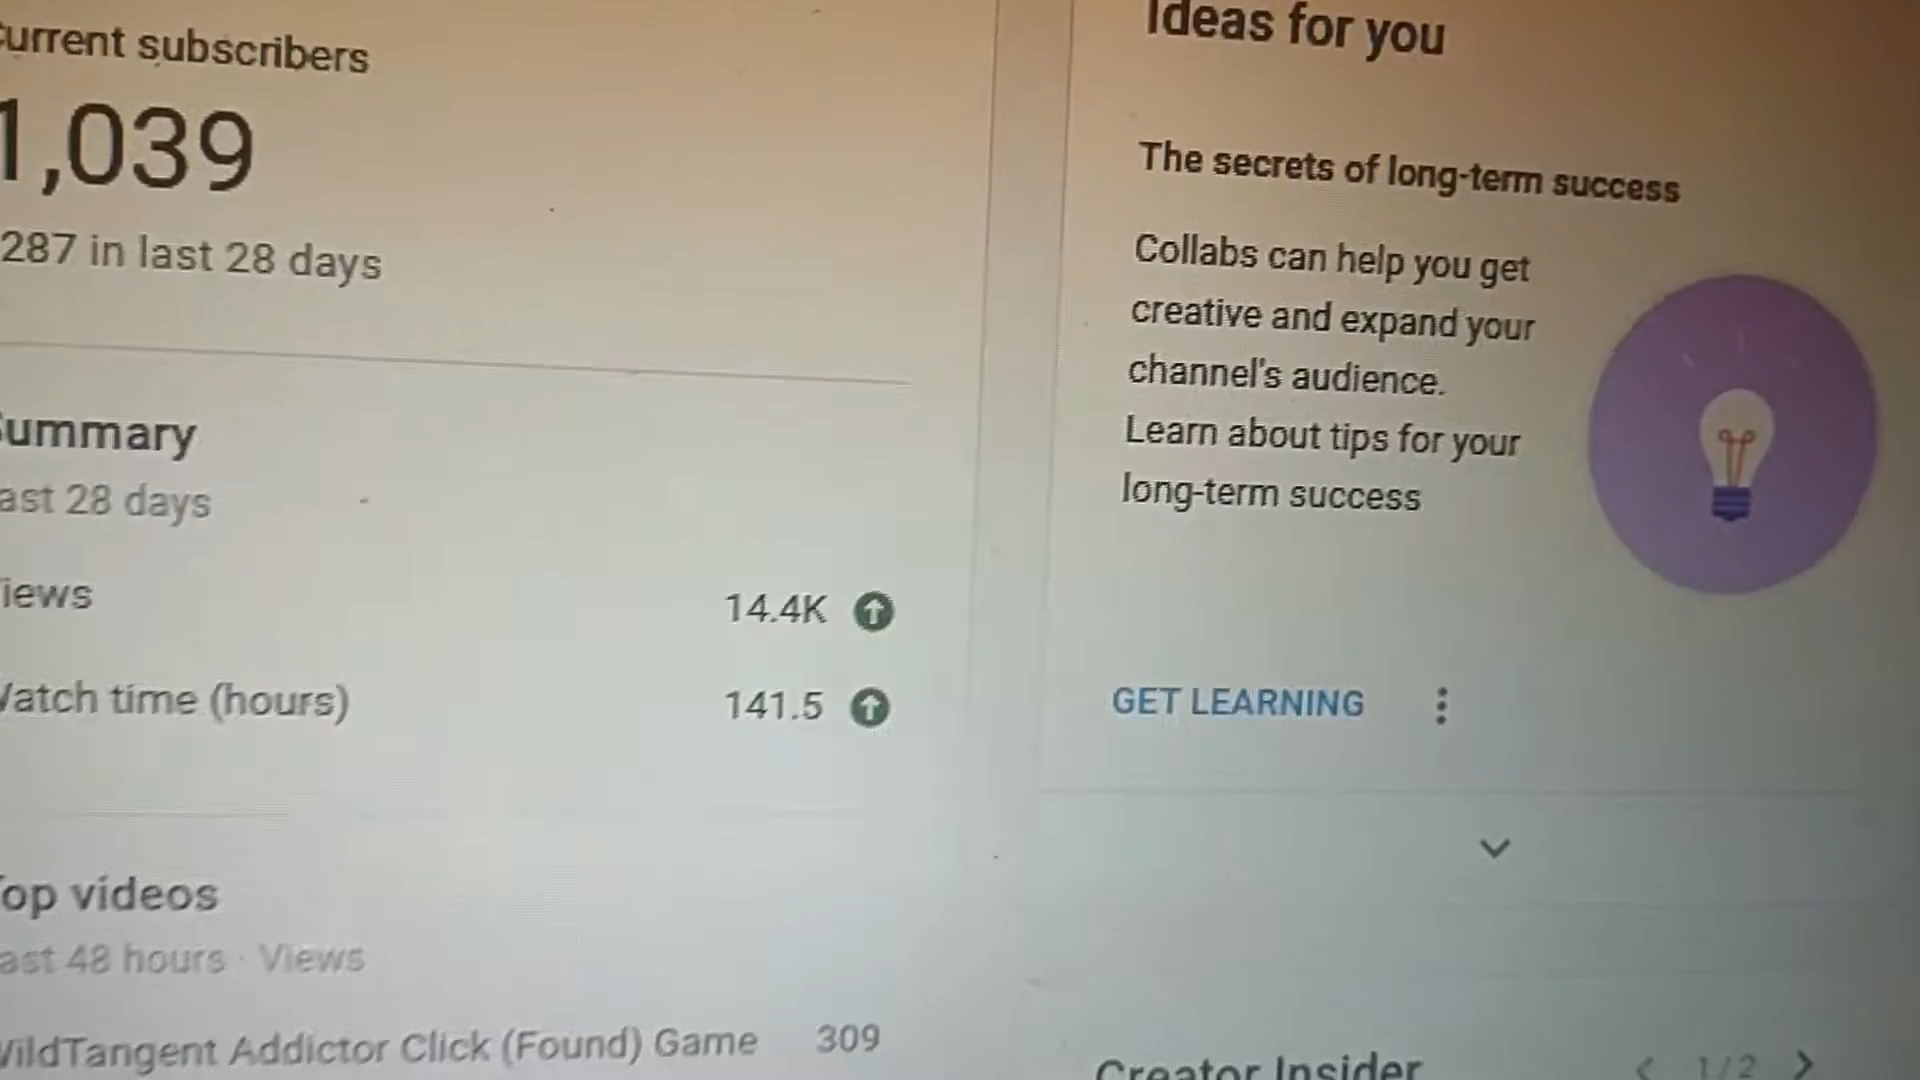 urrent subscribers
1,039
287 in last 28 days
ummary
ast 28 days
iews
14.4K
atch time (hours)
141.5
op videos
ast 48 hours · Views
ildTangent Addictor Click (Found) Game
309
Ideas for you
The secrets of long-term success
Collabs can help you get
creative and expand your
channel's audience.
Learn about tips for your
long-term success
GET LEARNING
Creator Insider
1/2